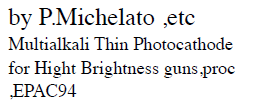 by P.Michelato ,etc
Multialkali Thin Photocathode
for Hight Brightness guns,proc
,EPAC94